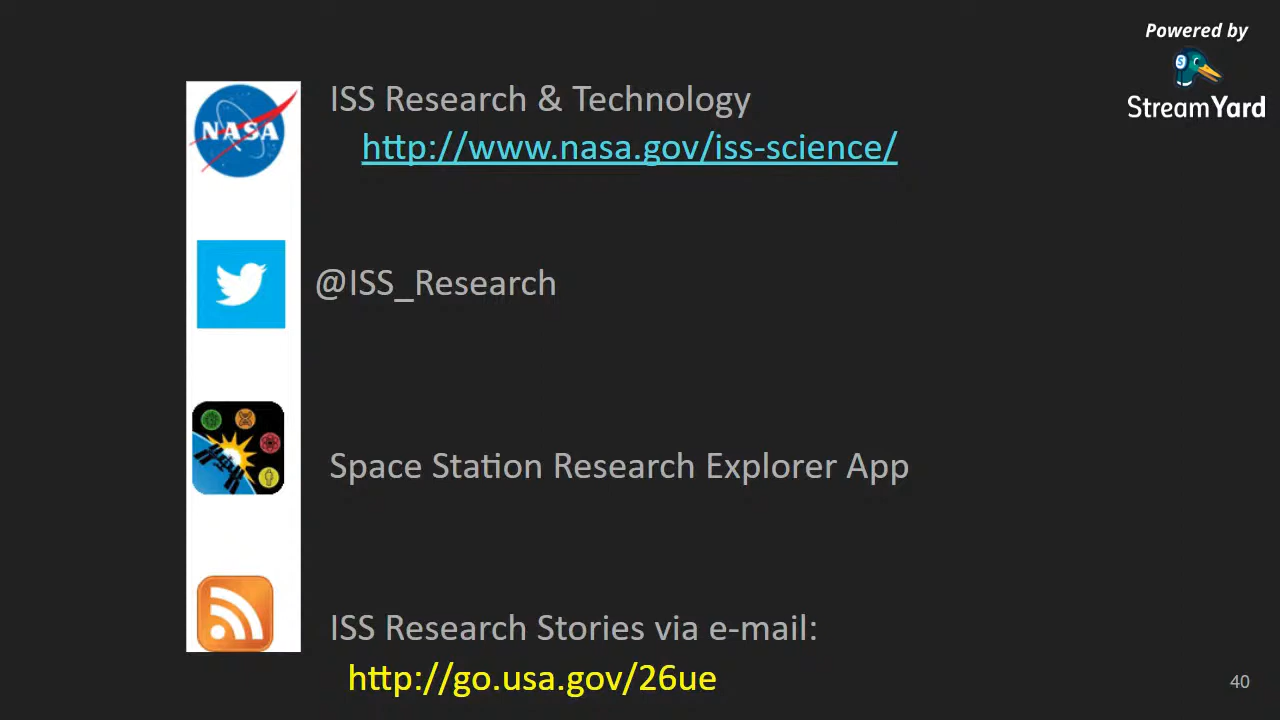 Powered by
StreamYard
NASA
ISS Research & Technology
http://www.nasa.gov/iss-science/
@ISS_Research
Space Station Research Explorer App
ISS Research Stories via e-mail:
http://go.usa.gov/26ue
40